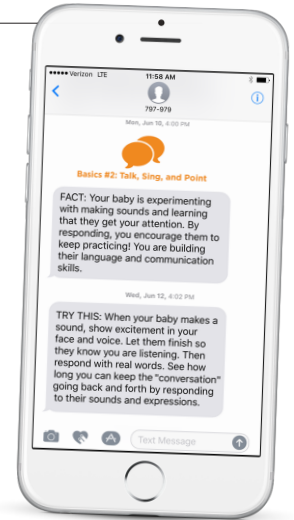 Verizon LTE 11:58 AM
797-979
Mon, Jun 10, 4:00 PM
Basics #2: Talk, Sing, and Point
FACT: Your baby is experimenting
with making sounds and learning
that they get your attention. By
responding, you encourage them to
keep practicing! You are building
their language and communication
skills.
Wed, Jun 12, 4:02 PM
TRY THIS: When your baby makes a
sound, show excitement in your
face and voice. Let them finish so
they know you are listening. Then
respond with real words. See how
long you can keep the "conversation"
going back and forth by responding
to their sounds and expressions.
Text Message